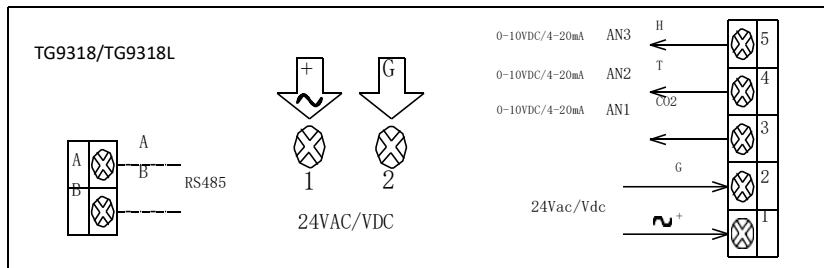 TG9318/TG9318L
A
A
B
B
RS485
+
G
1
2
24VAC/VDC
0-10VDC/4-20mA AN3 H
5
0-10VDC/4-20mA AN2 T
4
0-10VDC/4-20mA AN1 CO2
3
G
2
24Vac/Vdc
~+
1